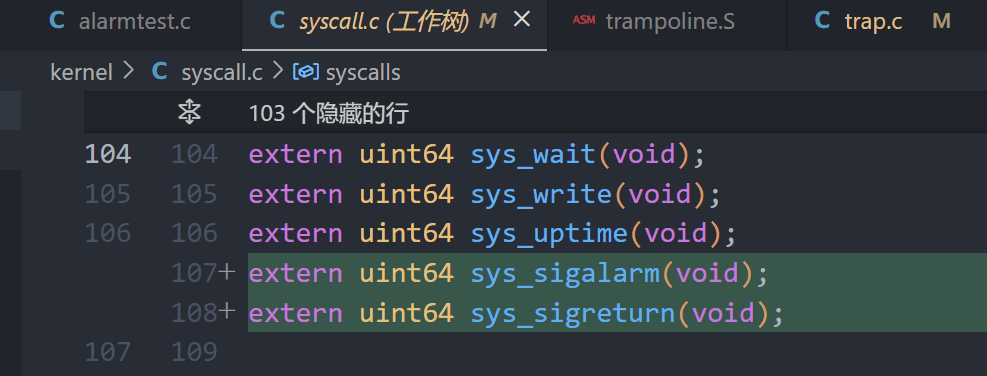 C alarmtest.c C syscall.c (工作树) M × ASM trampoline.S C trap.c M
kernel > C syscall.c > syscalls
103 个隐藏的行
104 104 extern uint64 sys_wait(void);
105 105 extern uint64 sys_write(void);
106 106 extern uint64 sys_uptime(void);
107+ extern uint64 sys_sigalarm(void);
108+ extern uint64 sys_sigreturn(void);
107 109